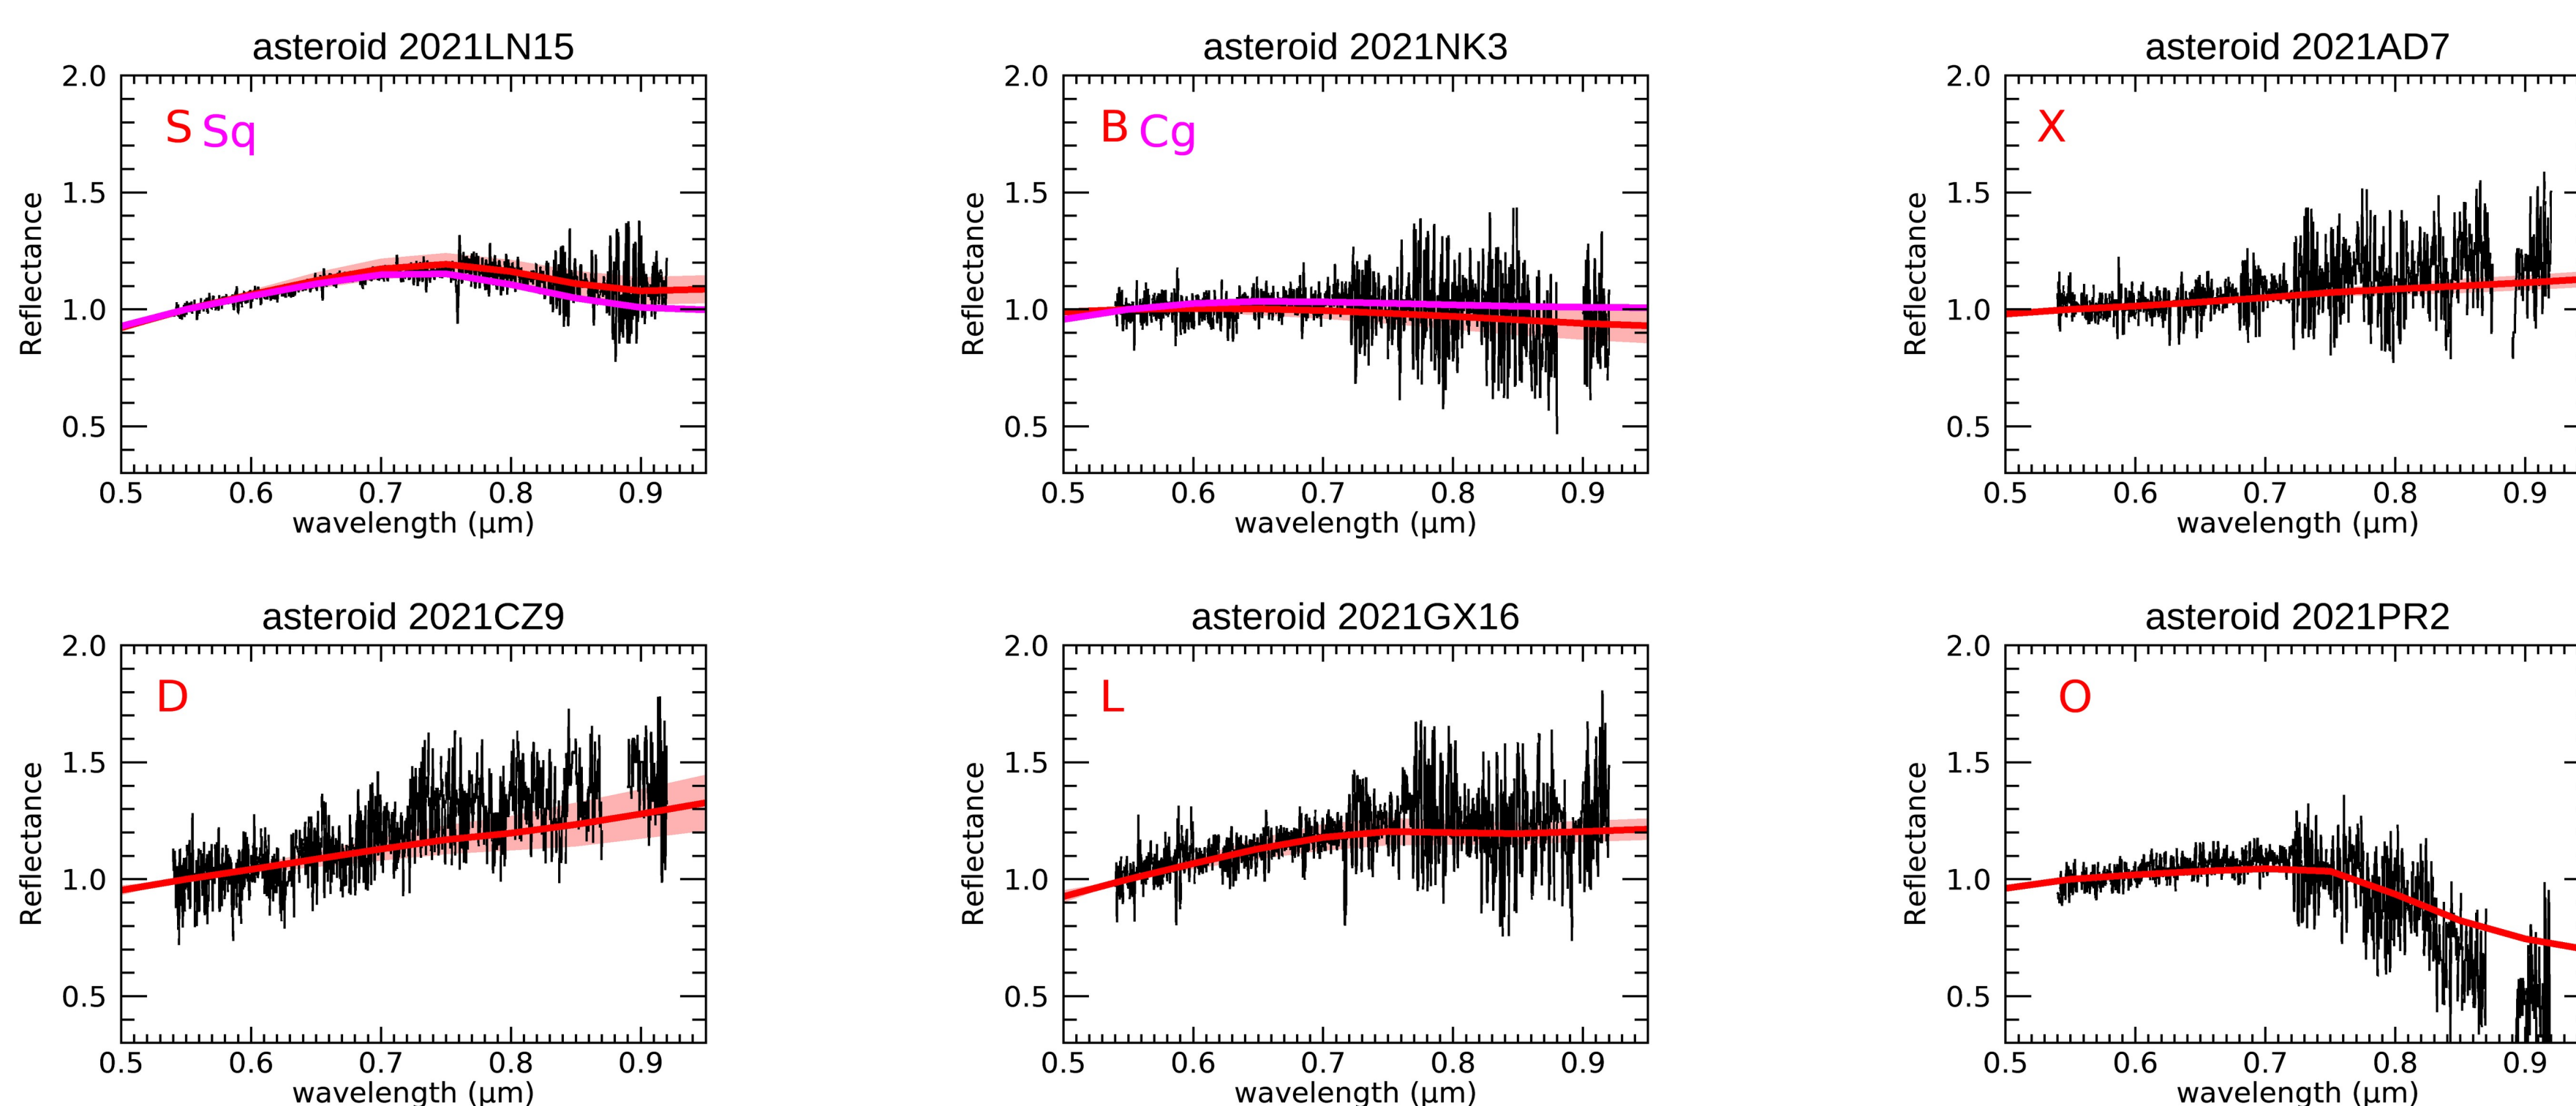 asteroid 2021LN15
2.0
S Sq
1.5
Reflectance
1.0
0.5
0.5 0.6 0.7 0.8 0.9
wavelength (μm)
asteroid 2021NK3
2.0
B Cg
1.5
Reflectance
1.0
0.5
0.5 0.6 0.7 0.8 0.9
wavelength (μm)
asteroid 2021AD7
2.0
X
1.5
Reflectance
1.0
0.5
0.5 0.6 0.7 0.8 0.9
wavelength (μm)
asteroid 2021CZ9
2.0
D
1.5
Reflectance
1.0
0.5
0.5 0.6 0.7 0.8 0.9
wavelength (μm)
asteroid 2021GX16
2.0
L
1.5
Reflectance
1.0
0.5
0.5 0.6 0.7 0.8 0.9
wavelength (μm)
asteroid 2021PR2
2.0
O
1.5
Reflectance
1.0
0.5
0.5 0.6 0.7 0.8 0.9
wavelength (μm)